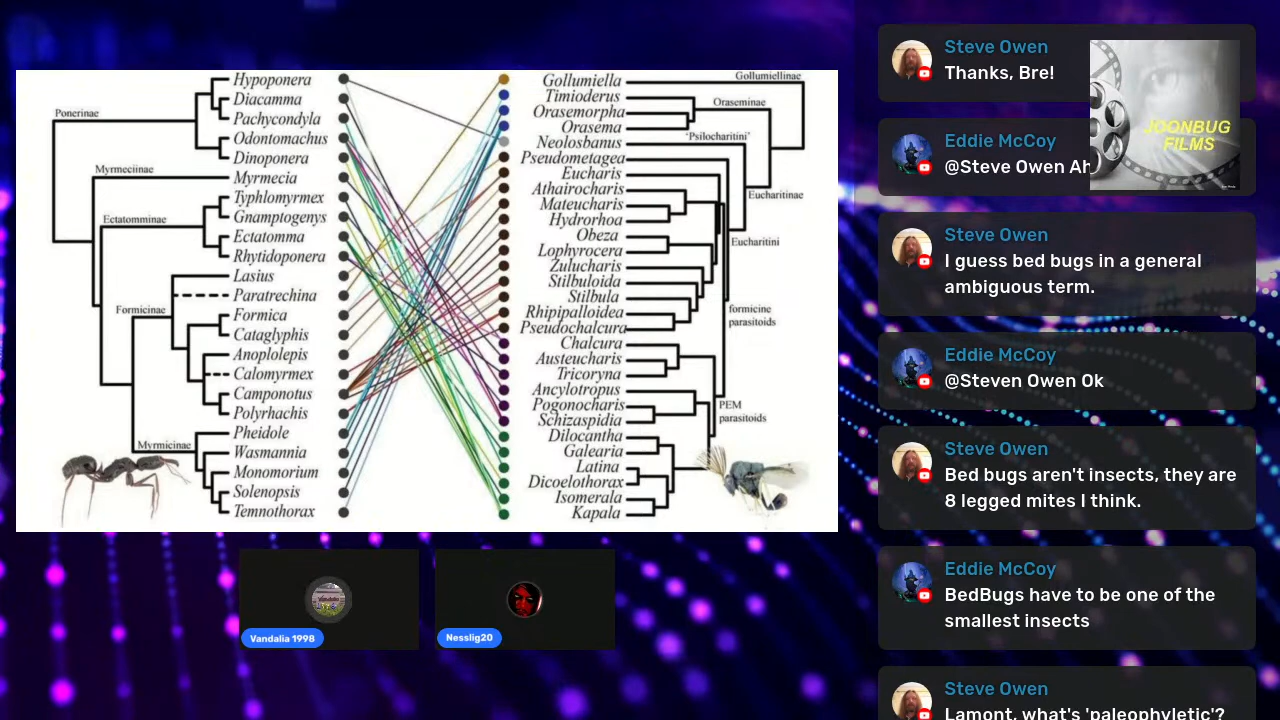 Hypoponera
Diacamma
Pachycondyla
Ponerinae
Odontomachus
Dinoponera
Myrmeciinae
Myrmecia
Typhlomyrmex
Gnamptogenys
Ectatomminae
Ectatomma
Rhytidoponera
Lasius
Paratrechina
Formicinae
Formica
Cataglyphis
Anoplolepis
Calomyrmex
Camponotus
Polyrhachis
Pheidole
Myrmicinae
Wasmannia
Monomorium
Solenopsis
Temnothorax
Gollumiella
Gollumiellinae
Timioderus
Oraseminae
Orasemorpha
Orasema
'Psilocharitini'
Neolosbanus
Pseudometagea
Eucharis
Athairocharis
Eucharitinae
Mateucharis
Hydrorhoa
Obeza
Eucharitini
Lophyrocera
Zulucharis
Stilbuloida
Stilbula
formicine
parasitoids
Rhipipalloidea
Pseudochalcura
Chalcura
Austeucharis
Tricoryna
Ancylotropus
PEM
parasitoids
Pogonocharis
Schizaspidia
Dilocantha
Galearia
Latina
Dicoelothorax
Isomerala
Kapala
Vandalia 1998
Nesslig20
Steve Owen
Thanks, Bre!
JOONBUG
FILMS
Eddie McCoy
@Steve Owen Ah
Steve Owen
I guess bed bugs in a general
ambiguous term.
Eddie McCoy
@Steven Owen Ok
Steve Owen
Bed bugs aren't insects, they are
8 legged mites I think.
Eddie McCoy
BedBugs have to be one of the
smallest insects
Steve Owen
Lamont, what's 'paleophyletic'?